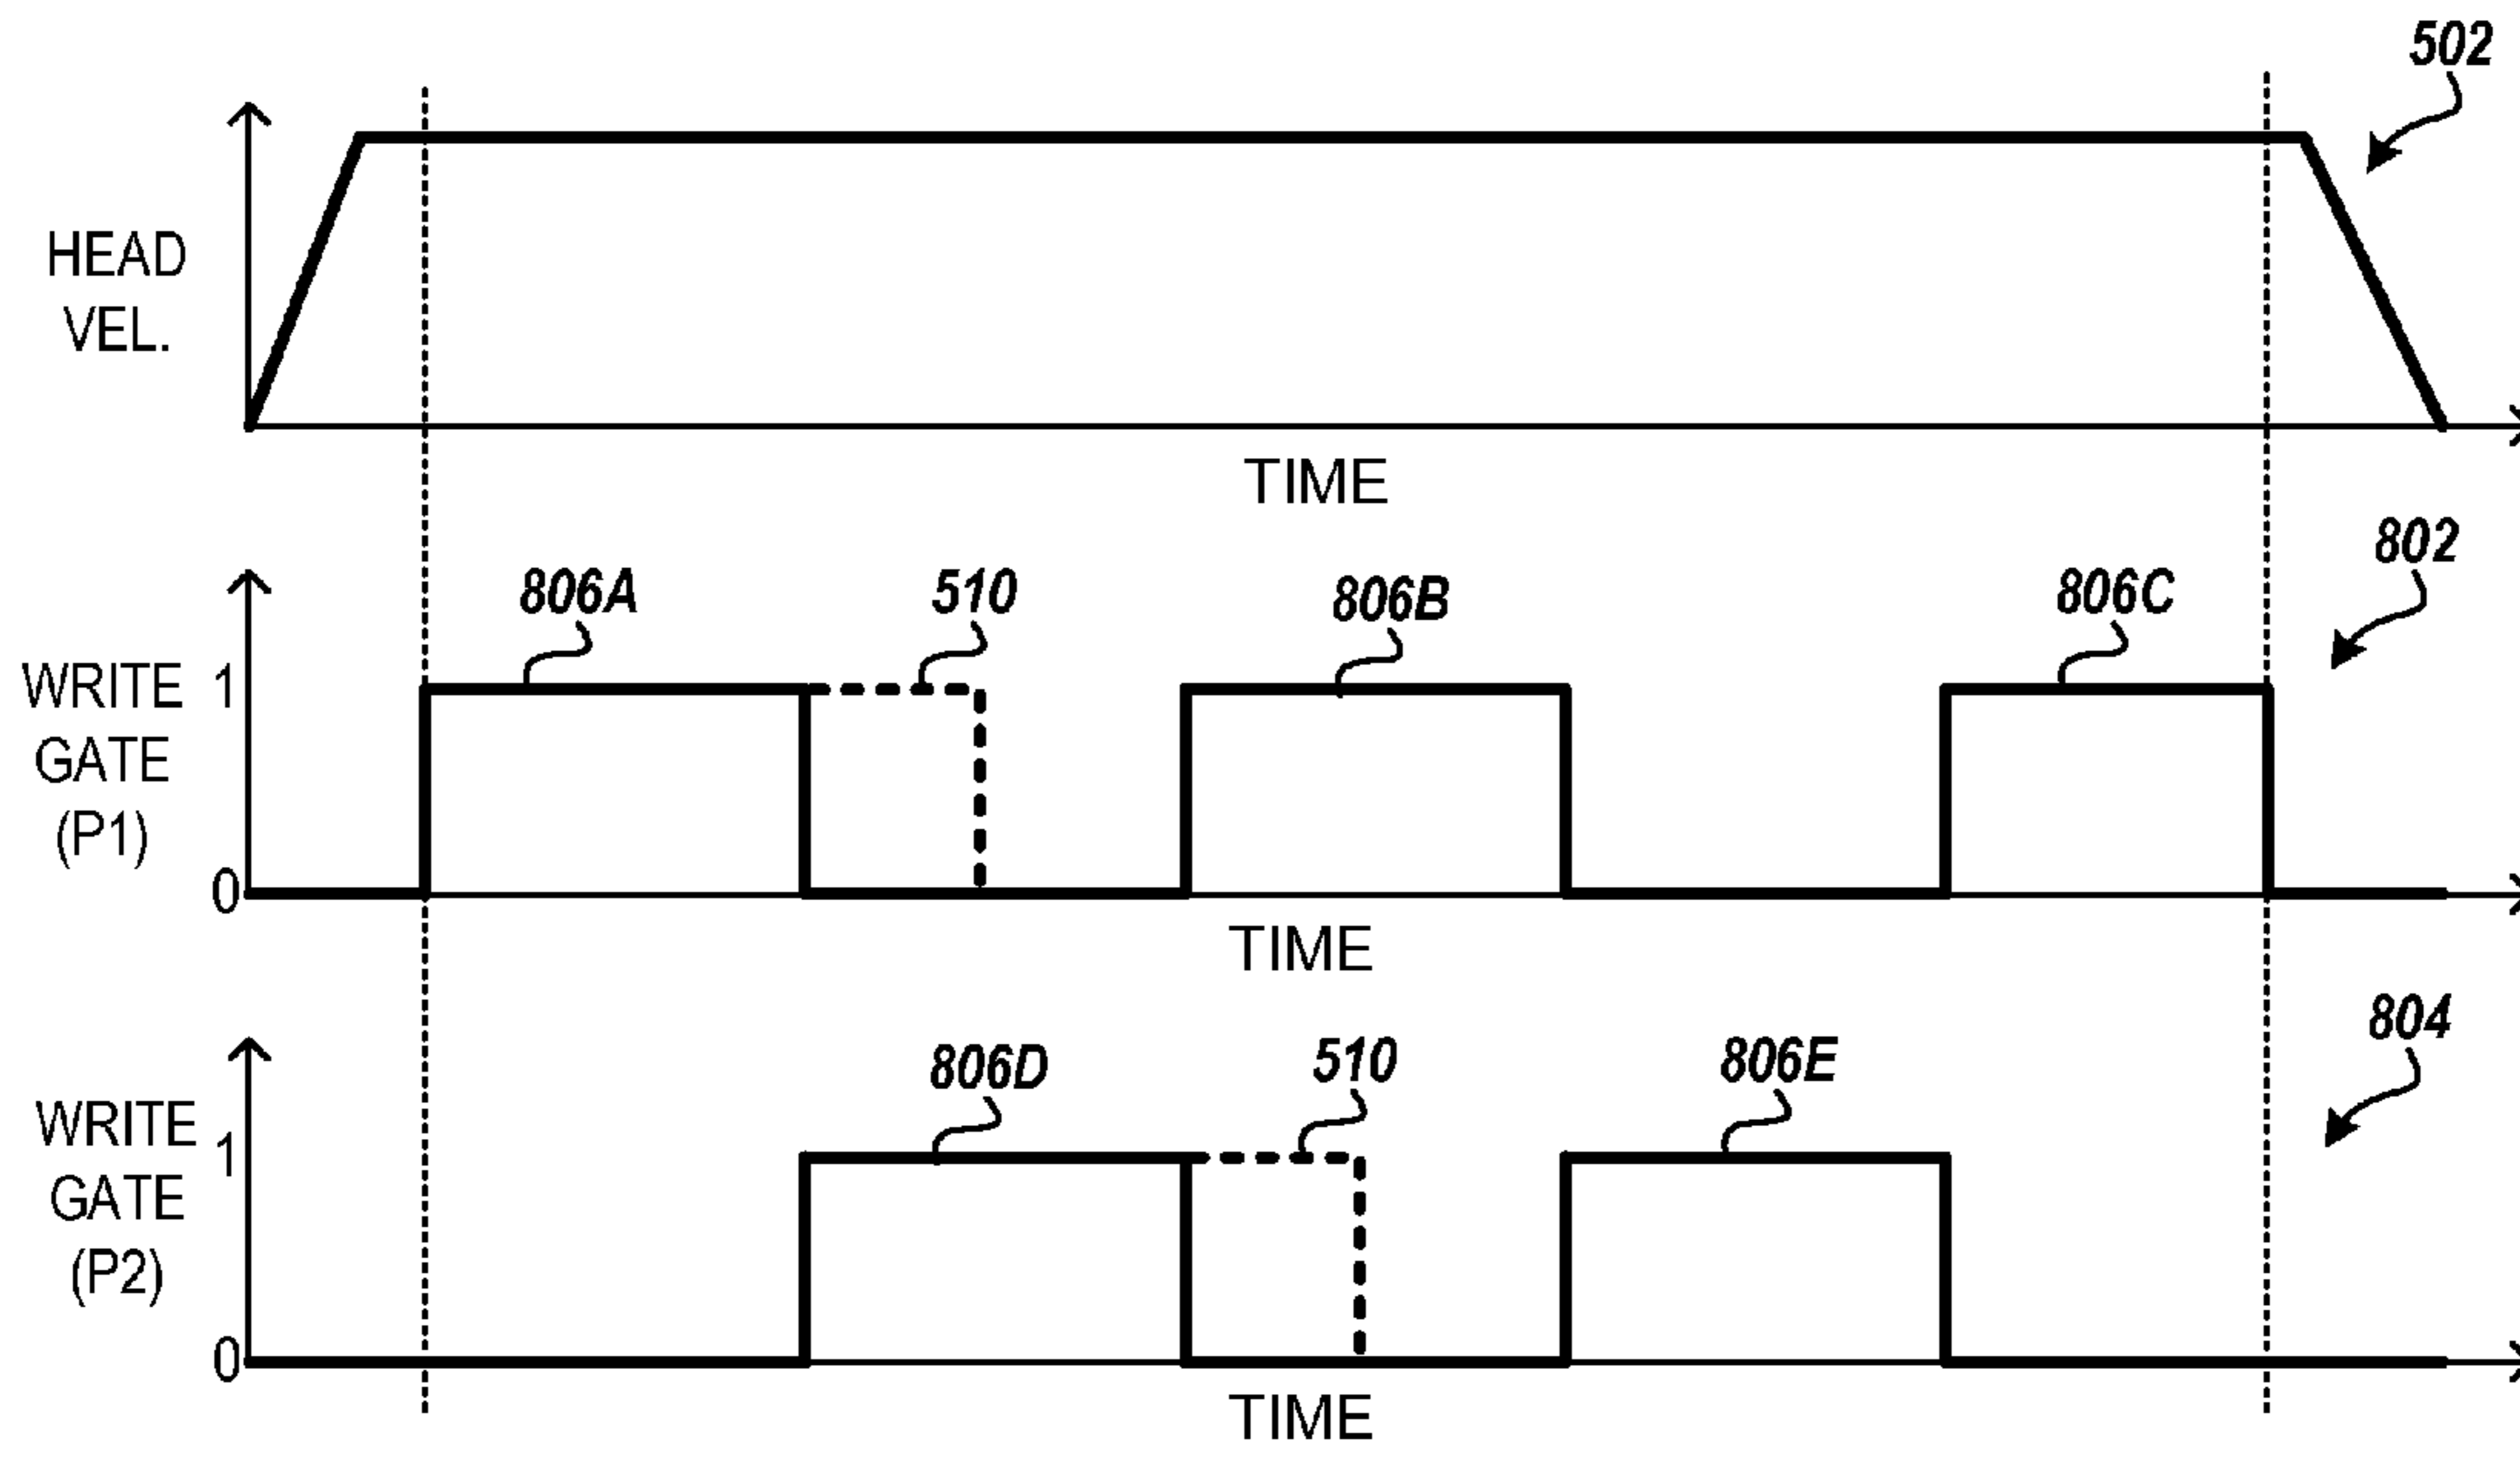 502
HEAD
VEL.
TIME
802
806A
510
806B
806C
WRITE 1
GATE
(P1)
0
TIME
804
806D
510
806E
WRITE 1
GATE
(P2)
0
TIME